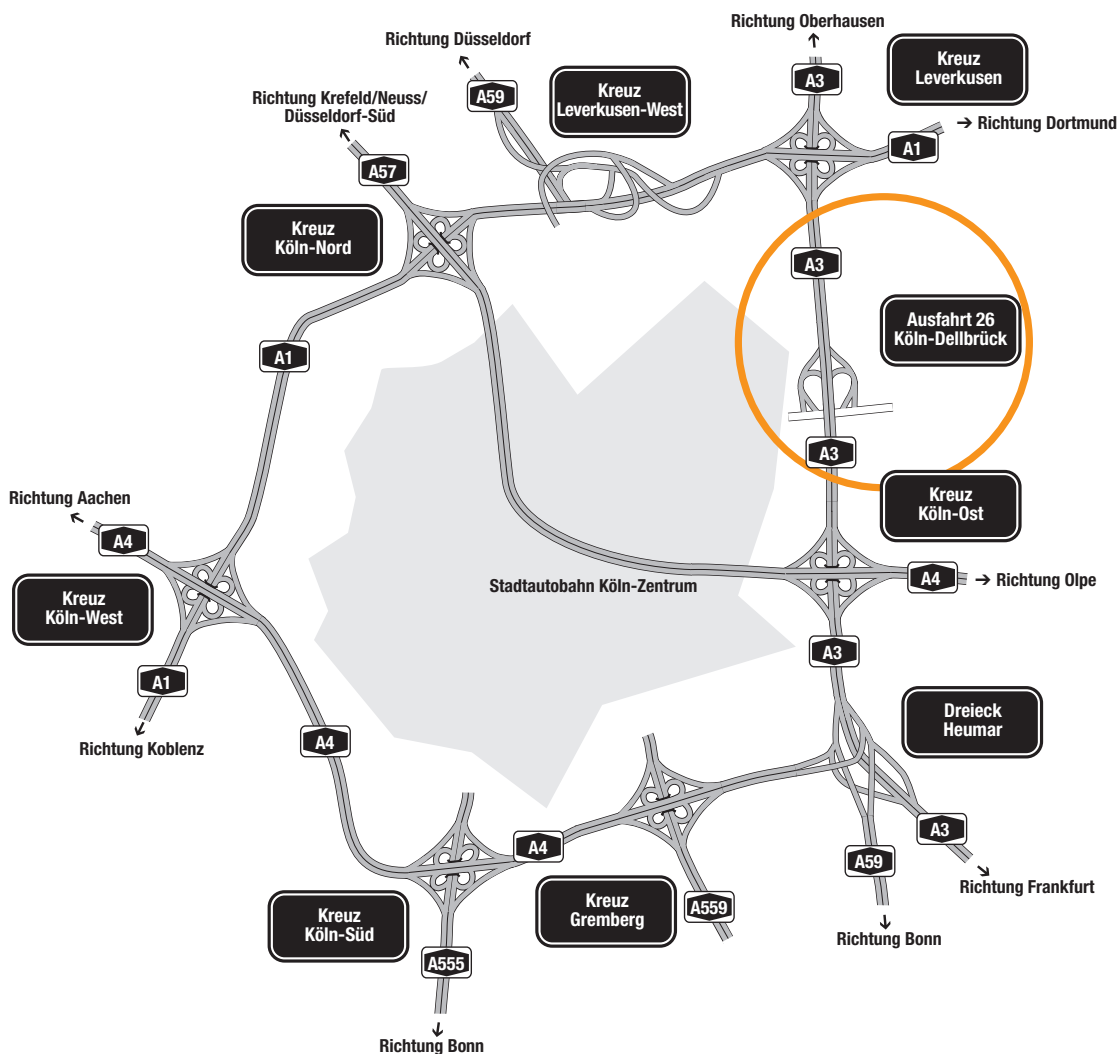 Richtung Oberhausen
Richtung Düsseldorf
Kreuz
Leverkusen
Kreuz
Leverkusen-West
A3
A59
Richtung Krefeld/Neuss/
Düsseldorf-Süd
→ Richtung Dortmund
A1
A57
Kreuz
Köln-Nord
A3
Ausfahrt 26
Köln-Dellbrück
A1
A3
Richtung Aachen
Kreuz
Köln-Ost
A4
Stadtautobahn Köln-Zentrum
A4
→ Richtung Olpe
Kreuz
Köln-West
A3
A1
Dreieck
Heumar
Richtung Koblenz
A4
A3
A4
A59
Richtung Frankfurt
Kreuz
Köln-Süd
Kreuz
Gremberg
A559
Richtung Bonn
A555
Richtung Bonn